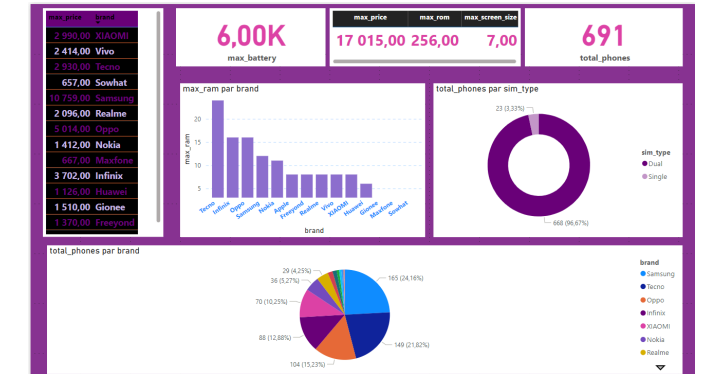 max_price brand
2 990,00 XIAOMI
2 414,00 Vivo
2 930,00 Tecno
657,00 Sowhat
10 759,00 Samsung
2 096,00 Realme
5 014,00 Oppo
1 412,00 Nokia
667,00 Maxfone
3 702,00 Infinix
1 126,00 Huawei
1 510,00 Gionee
1 370,00 Freeyond
6,00K
max_battery
max_price max_rom max_screen_size
17 015,00 256,00 7,00
691
total_phones
max_ram par brand
max_ram
20
15
10
5
Tecno
Infinix
Oppo
Samsung
Nokia
Apple
Freeyond
Realme
Vivo
XIAOMI
Huawei
Gionee
Maxfone
Sowhat
brand
total_phones par sim_type
23 (3,33%)
668 (96,67%)
sim_type
Dual
Single
total_phones par brand
29 (4,25%)
36 (5,27%)
70 (10,25%)
88 (12,88%)
104 (15,23%)
149 (21,82%)
165 (24,16%)
brand
Samsung
Tecno
Oppo
Infinix
XIAOMI
Nokia
Realme